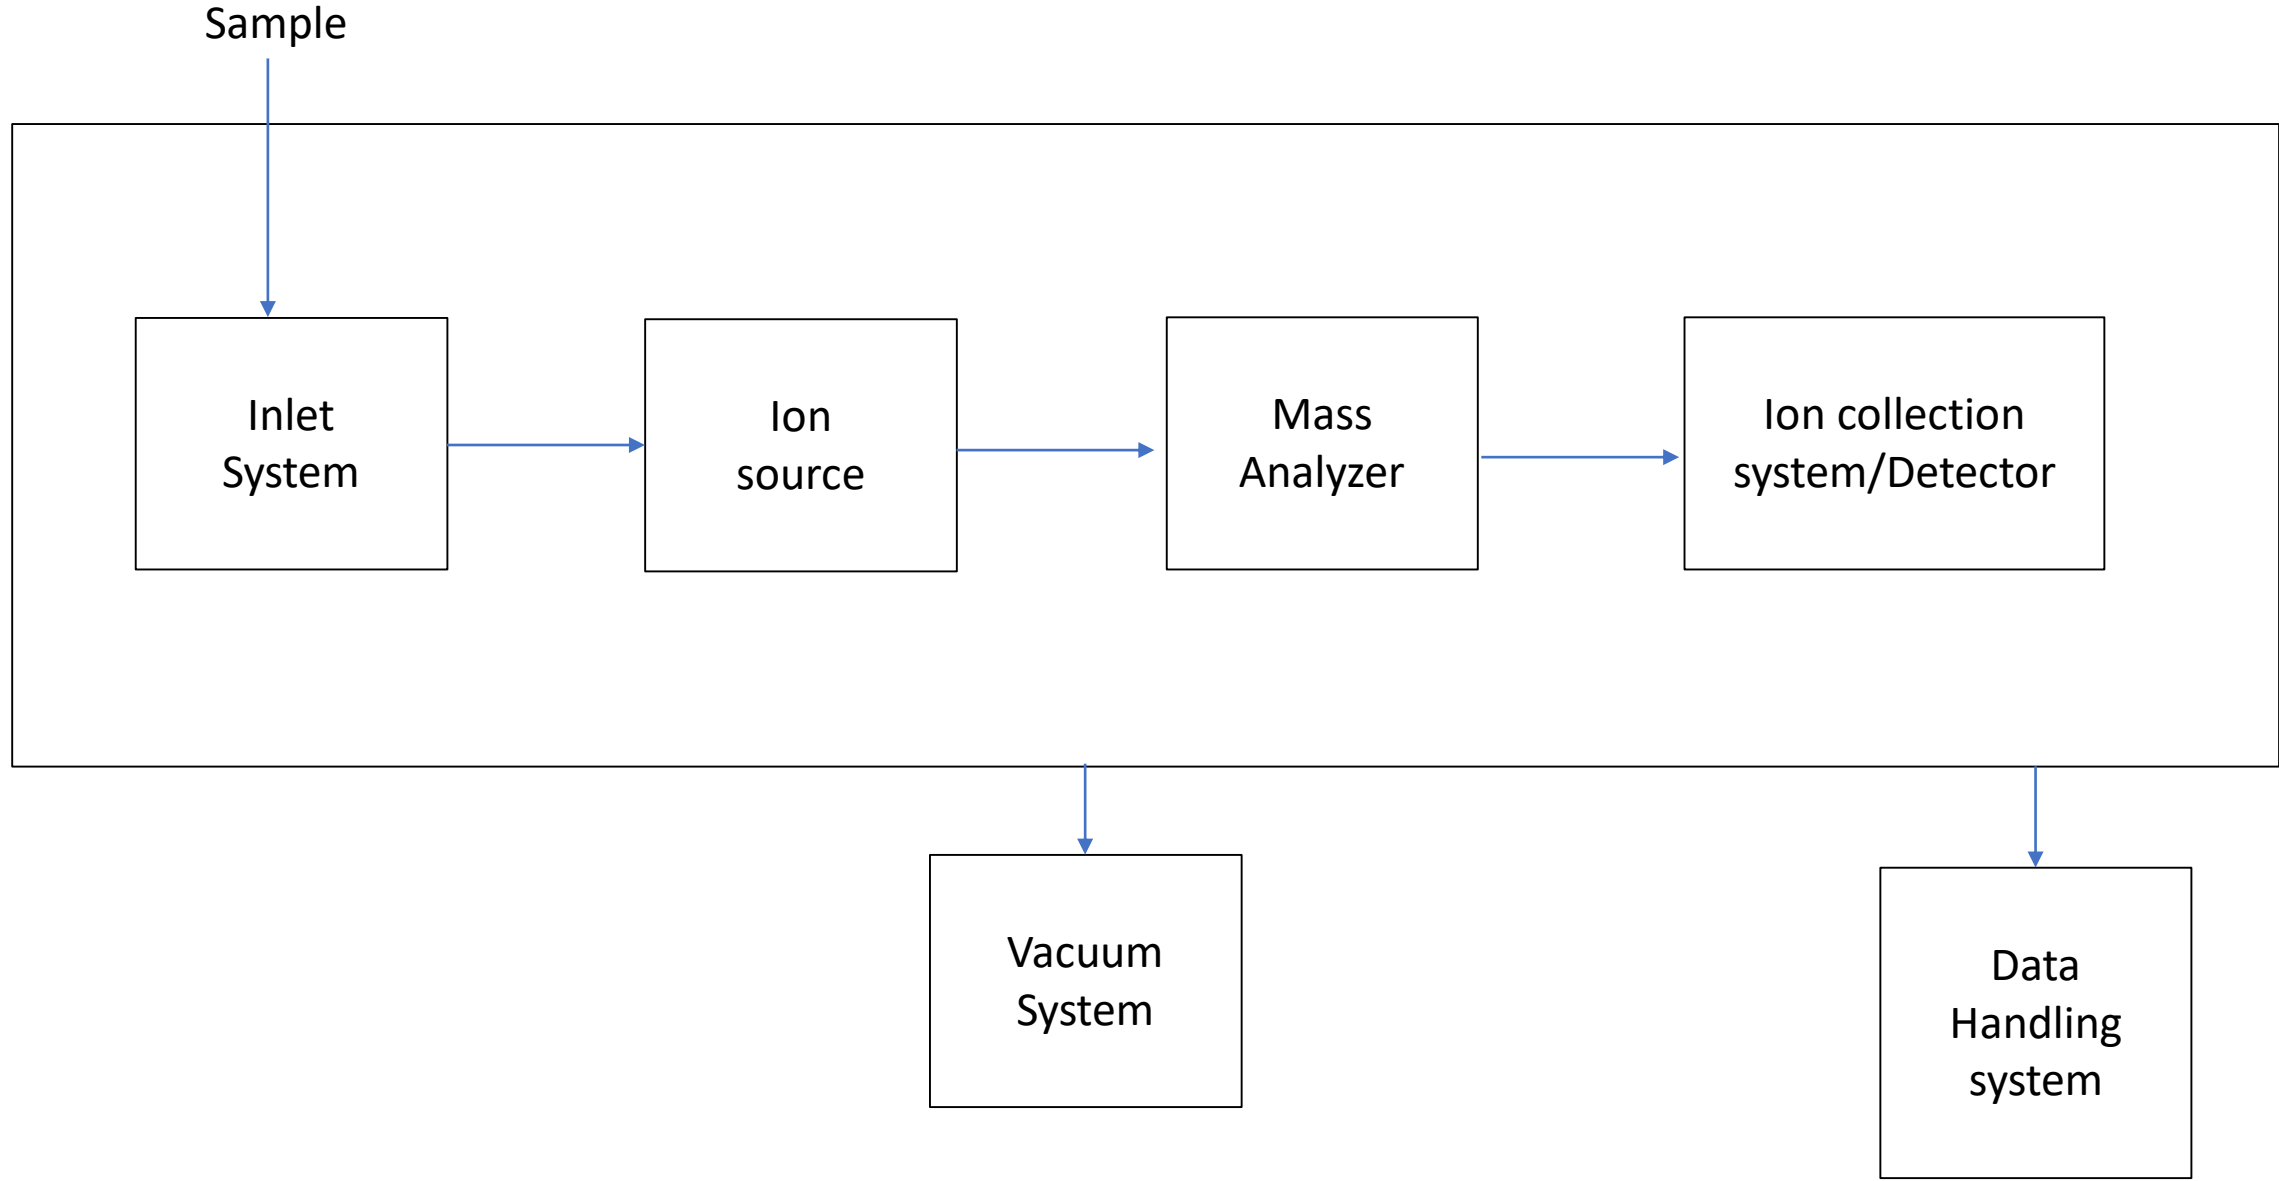 Sample
Inlet
System
Ion
source
Mass
Analyzer
Ion collection
system/Detector
Vacuum
System
Data
Handling
system